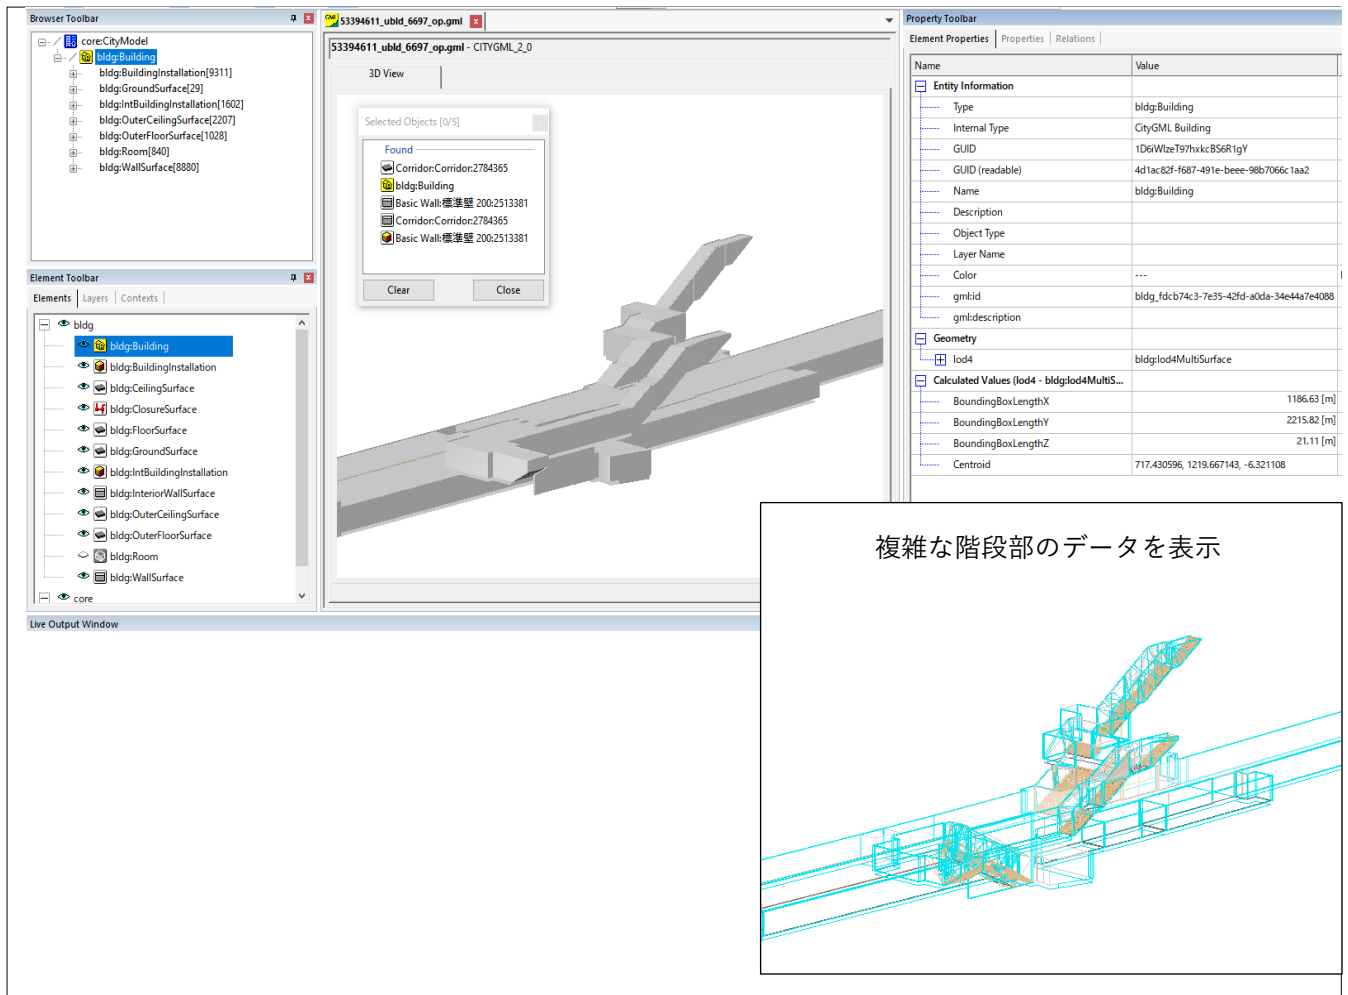 Browser Toolbar
core:CityModel
bldg:Building
bldg:BuildingInstallation[9311]
bldg:GroundSurface[29]
bldg:IntBuildingInstallation[1602]
bldg:OuterCeilingSurface[2207]
bldg:OuterFloorSurface[1028]
bldg:Room[840]
bldg:WallSurface[8880]
Element Toolbar
Elements Layers Contexts
bldg
bldg:Building
bldg:BuildingInstallation
bldg:CeilingSurface
bldg:ClosureSurface
bldg:FloorSurface
bldg:GroundSurface
bldg:IntBuildingInstallation
bldg:InteriorWallSurface
bldg:OuterCeilingSurface
bldg:OuterFloorSurface
bldg:Room
bldg:WallSurface
core
Live Output Window
53394611_ubld_6697_op.gml
53394611_ubld_6697_op.gml - CITYGML_2_0
3D View
Selected Objects [0/5]
Found
Corridor:Corridor:2784365
bldg:Building
Basic Wall:標準壁 200:2513381
Corridor:Corridor:2784365
Basic Wall:標準壁 200:2513381
Clear Close
Property Toolbar
Element Properties Properties Relations
Name Value
Entity Information
Type bldg:Building
Internal Type CityGML Building
GUID 1D6iWlzeT97hxkcBS6R1gY
GUID (readable) 4d1ac82f-f687-491e-beee-98b7066c1aa2
Name bldg:Building
Description
Object Type
Layer Name
Color ---
gml:id bldg_fdcb74c3-7e35-42fd-a0da-34e44a7e4088
gml:description
Geometry
lod4 bldg:lod4MultiSurface
Calculated Values (lod4 - bldg:lod4MultiS...
BoundingBoxLengthX 1186.63 [m]
BoundingBoxLengthY 2215.82 [m]
BoundingBoxLengthZ 21.11 [m]
Centroid 717.430596, 1219.667143, -6.321108
複雑な階段部のデータを表示